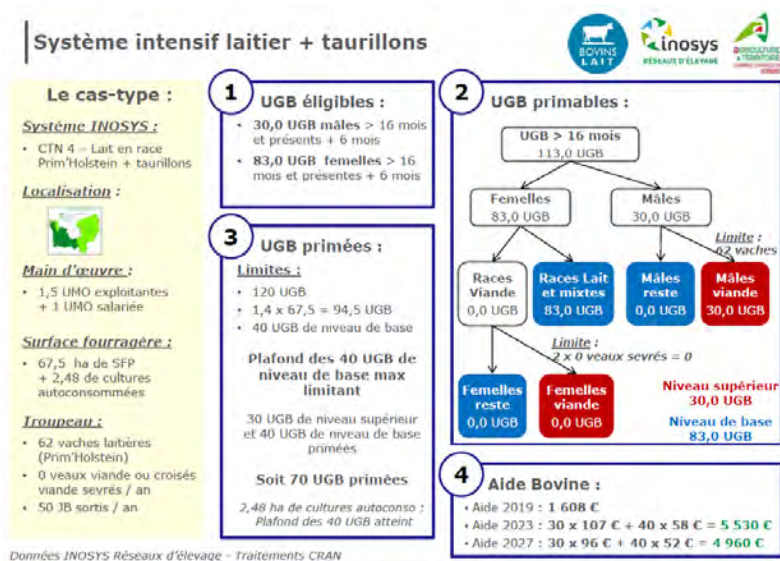 Système intensif laitier + taurillons
BOVINS
LAIT
inosys
RÉSEAUX D'ÉLEVAGE
AGRICULTURES
& TERRITOIRES
Le cas-type :
Système INOSYS :
• CTN 4 – Lait en race
Prim'Holstein + taurillons
Localisation :
Main d'œuvre :
• 1,5 UMO exploitantes
+ 1 UMO salariée
Surface fourragère :
• 67,5 ha de SFP
+ 2,48 de cultures
autoconsommées
Troupeau :
• 62 vaches laitières
(Prim'Holstein)
• 0 veaux viande ou croisés
viande sevrés / an
• 50 JB sortis / an
1
UGB éligibles :
• 30,0 UGB mâles > 16 mois
et présents + 6 mois
• 83,0 UGB femelles > 16
mois et présentes + 6 mois
3
UGB primées :
Limites :
• 120 UGB
• 1,4 x 67,5 = 94,5 UGB
• 40 UGB de niveau de base
Plafond des 40 UGB de
niveau de base max
limitant
30 UGB de niveau supérieur
et 40 UGB de niveau de base
primées
Soit 70 UGB primées
2,48 ha de cultures autoconso :
Plafond des 40 UGB atteint
2
UGB primables :
UGB > 16 mois
113,0 UGB
Femelles
83,0 UGB
Mâles
30,0 UGB
Limite :
62 vaches
Races
Viande
0,0 UGB
Races Lait
et mixtes
83,0 UGB
Mâles
reste
0,0 UGB
Mâles
viande
30,0 UGB
Limite :
2 x 0 veaux sevrés = 0
Femelles
reste
0,0 UGB
Femelles
viande
0,0 UGB
Niveau supérieur
30,0 UGB
Niveau de base
83,0 UGB
4
Aide Bovine :
• Aide 2019 : 1 608 €
• Aide 2023 : 30 x 107 € + 40 x 58 € = 5 530 €
• Aide 2027 : 30 x 96 € + 40 x 52 € = 4 960 €
Données INOSYS Réseaux d'élevage - Traitements CRAN